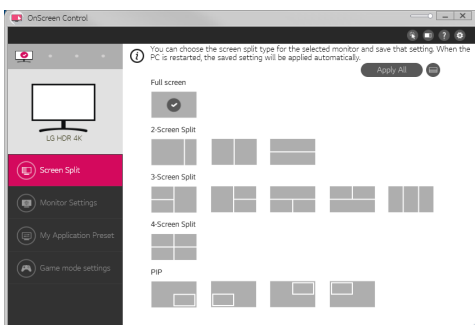 OnScreen Control
You can choose the screen split type for the selected monitor and save that setting. When the
PC is restarted, the saved setting will be applied automatically.
Apply All
Full screen
LG HDR 4K
2-Screen Split
Screen Split
3-Screen Split
Monitor Settings
My Application Preset
4-Screen Split
Game mode settings
PIP